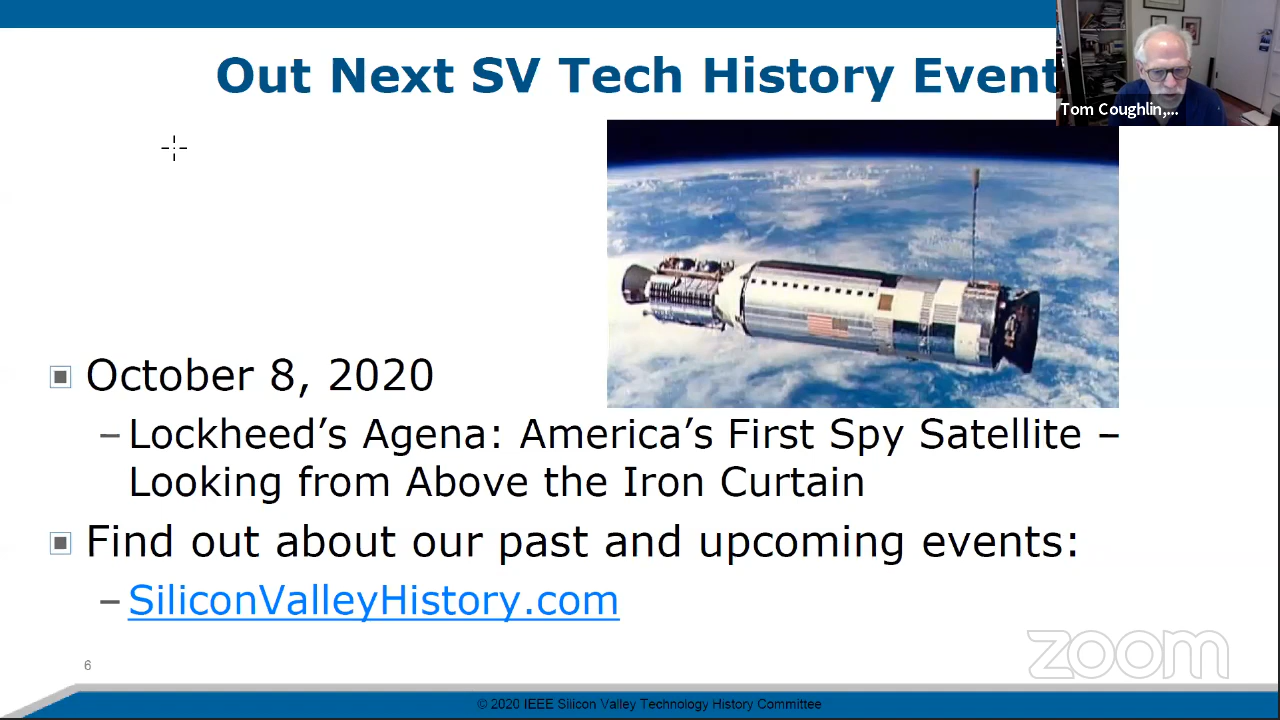 Out Next SV Tech History Event
Tom Coughlin,...
October 8, 2020
–Lockheed’s Agena: America’s First Spy Satellite –
Looking from Above the Iron Curtain
Find out about our past and upcoming events:
–SiliconValleyHistory.com
zoom
6
© 2020 IEEE Silicon Valley Technology History Committee